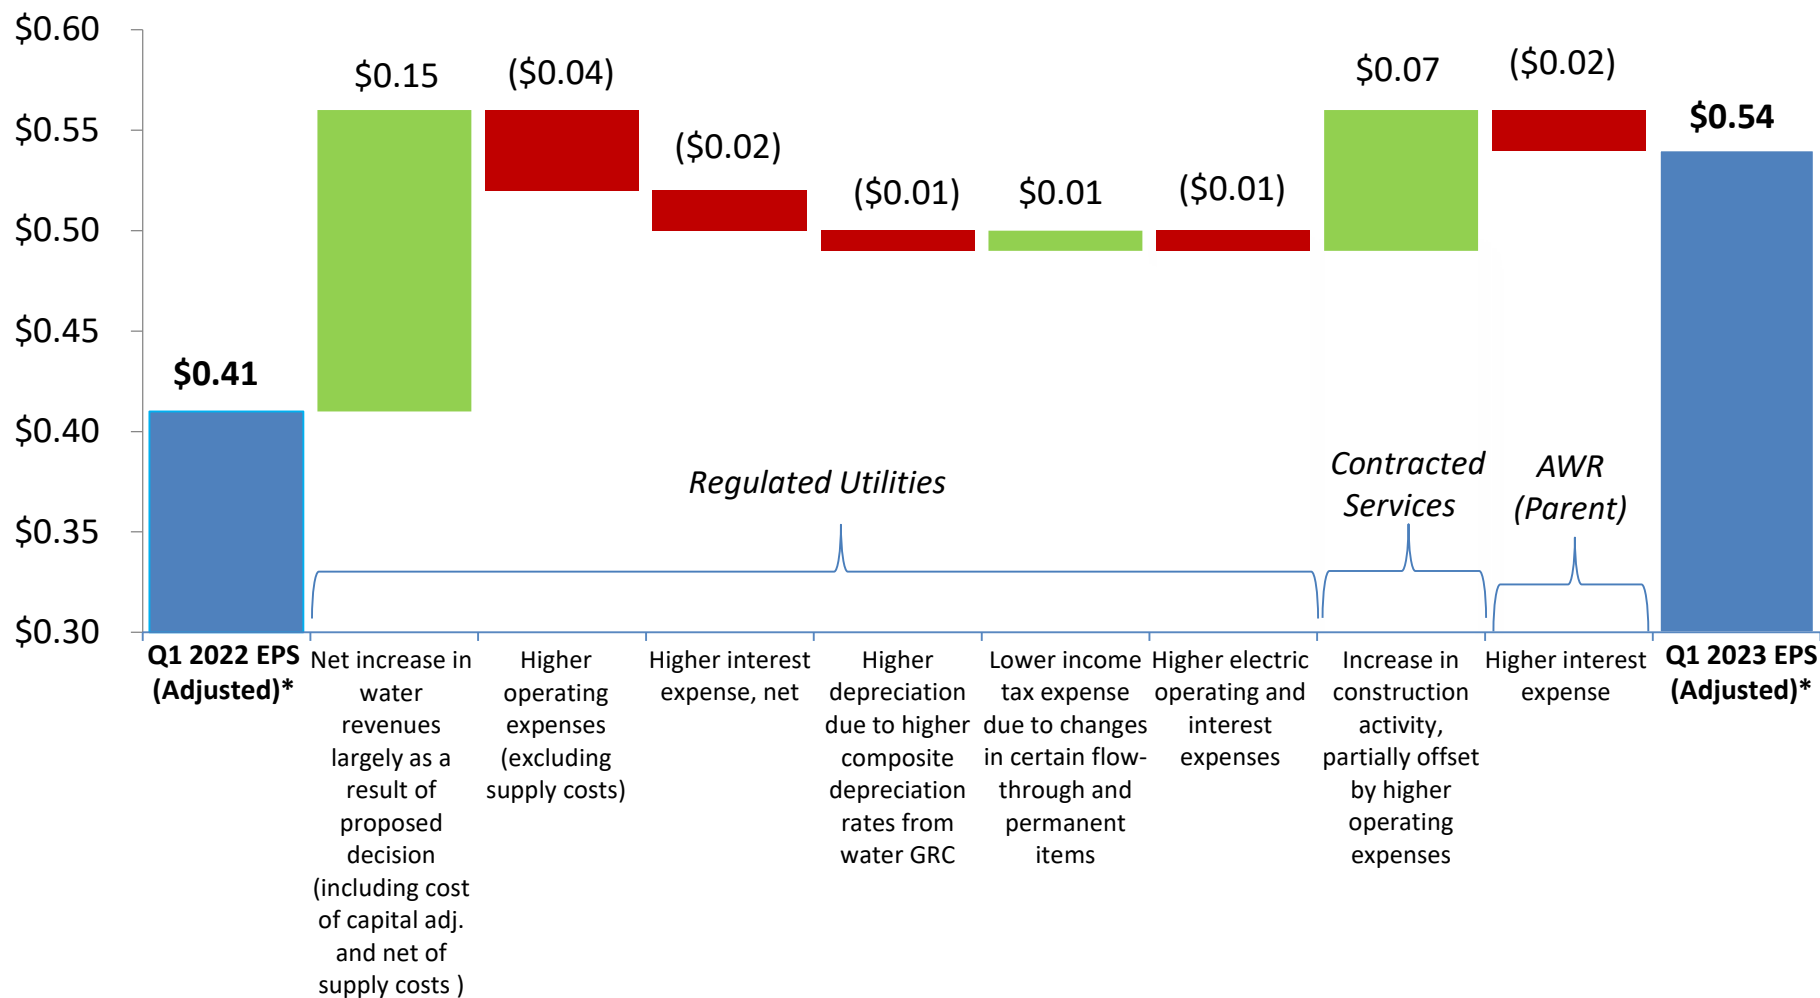 $0.60
$0.55
$0.50
$0.45
$0.40
$0.35
$0.30
$0.41
$0.15
($0.04)
($0.02)
($0.01)
$0.01
($0.01)
$0.07
($0.02)
$0.54
Regulated Utilities
Contracted
Services
AWR
(Parent)
Q1 2022 EPS
(Adjusted)*
Net increase in
water
revenues
largely as a
result of
proposed
decision
(including cost
of capital adj.
and net of
supply costs )
Higher
operating
expenses
(excluding
supply costs)
Higher interest
expense, net
Higher
depreciation
due to higher
composite
depreciation
rates from
water GRC
Lower income
tax expense
due to changes
in certain flow-
through and
permanent
items
Higher electric
operating and
interest
expenses
Increase in
construction
activity,
partially offset
by higher
operating
expenses
Higher interest
expense
Q1 2023 EPS
(Adjusted)*